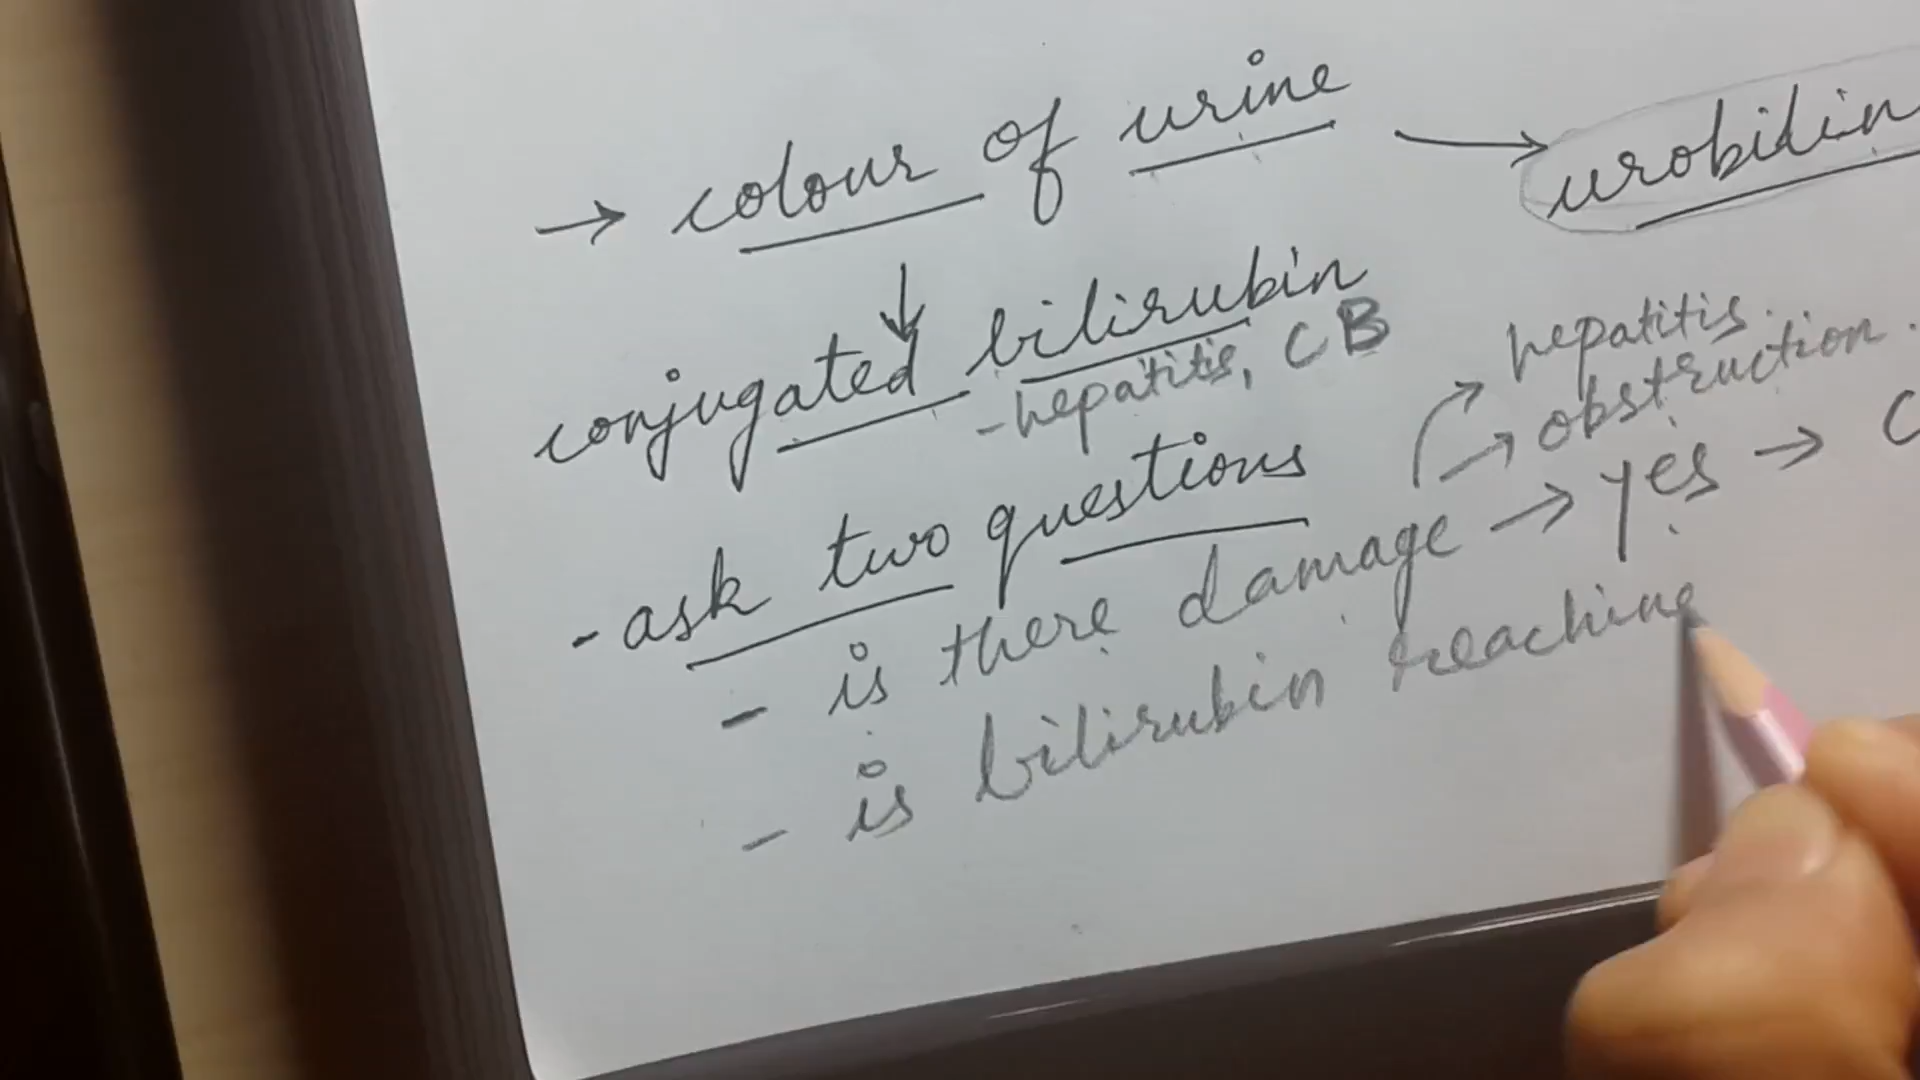 → colour of urine → urobilin
↓
conjugated bilirubin
- hepatitis, CB
hepatitis.
→ obstruction.
- ask two questions
- is there damage → yes → C
- is bilirubin reaching